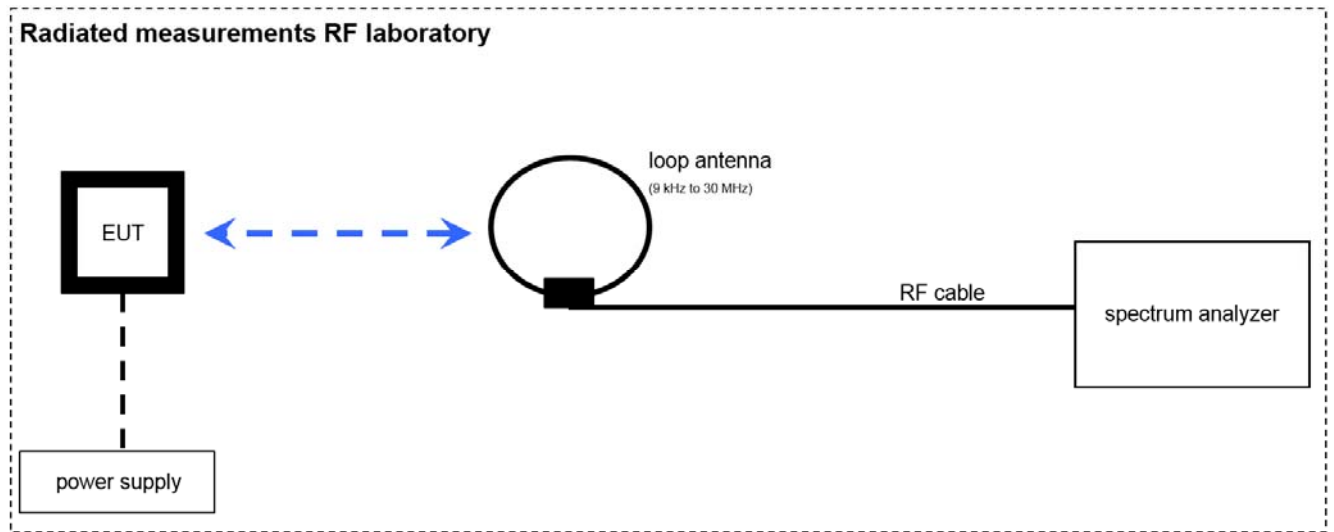 Radiated measurements RF laboratory
loop antenna
(9 kHz to 30 MHz)
EUT
RF cable
spectrum analyzer
power supply